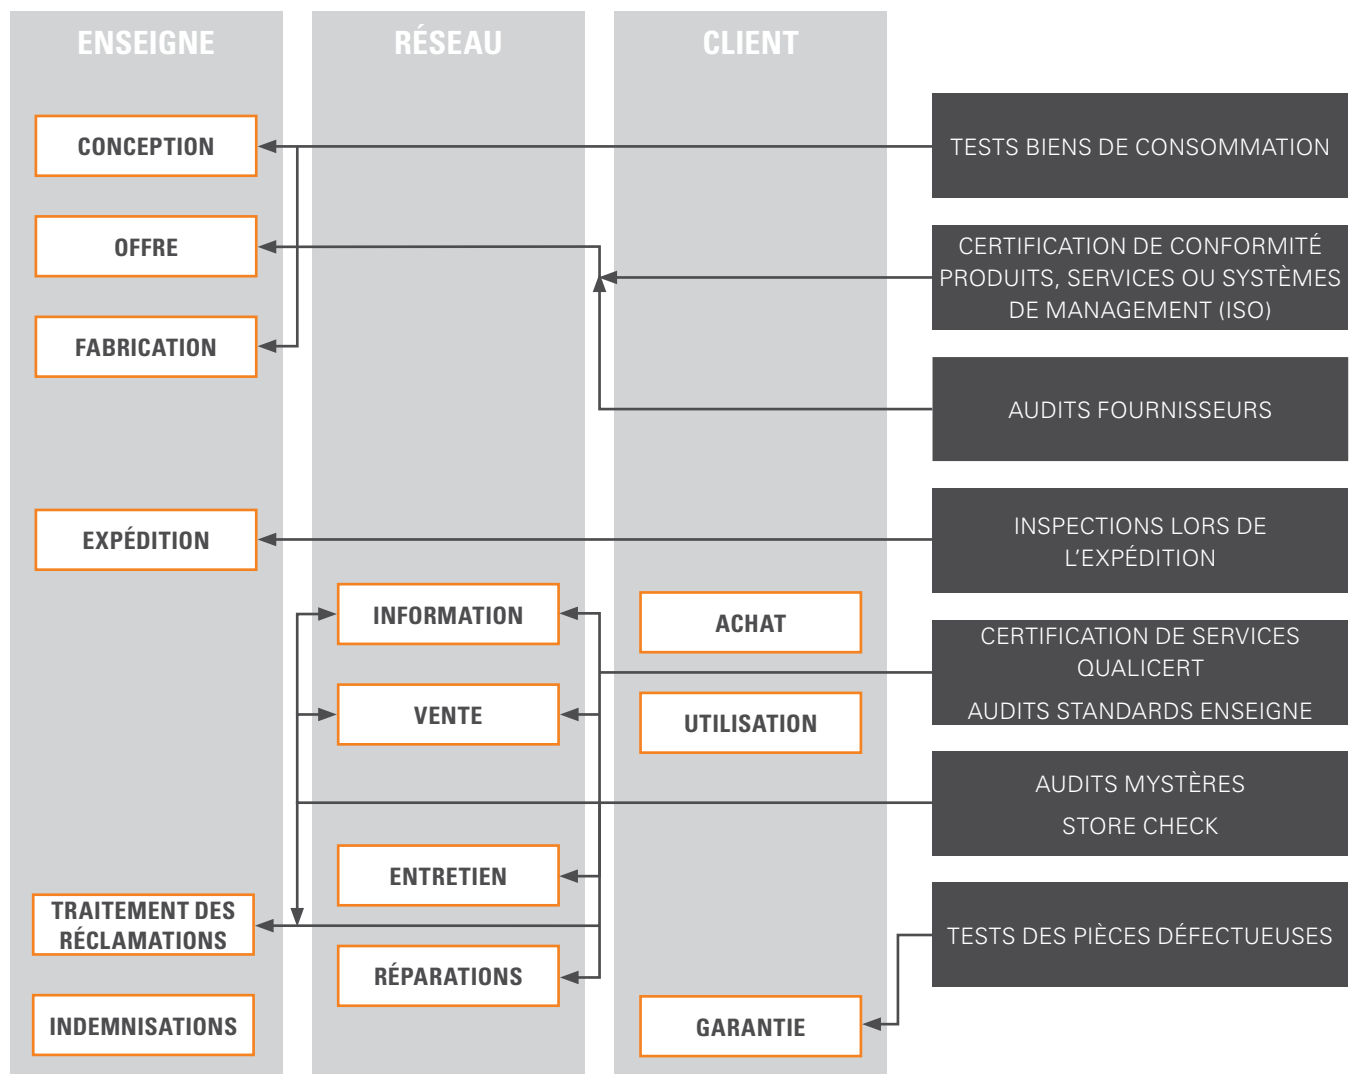 ENSEIGNE
RÉSEAU
CLIENT
CONCEPTION
OFFRE
FABRICATION
EXPÉDITION
TRAITEMENT DES
RÉCLAMATIONS
INDEMNISATIONS
INFORMATION
VENTE
ENTRETIEN
RÉPARATIONS
ACHAT
UTILISATION
GARANTIE
TESTS BIENS DE CONSOMMATION
CERTIFICATION DE CONFORMITÉ
PRODUITS, SERVICES OU SYSTÈMES
DE MANAGEMENT (ISO)
AUDITS FOURNISSEURS
INSPECTIONS LORS DE
L’EXPÉDITION
CERTIFICATION DE SERVICES
QUALICERT
AUDITS STANDARDS ENSEIGNE
AUDITS MYSTÈRES
STORE CHECK
TESTS DES PIÈCES DÉFECTUEUSES